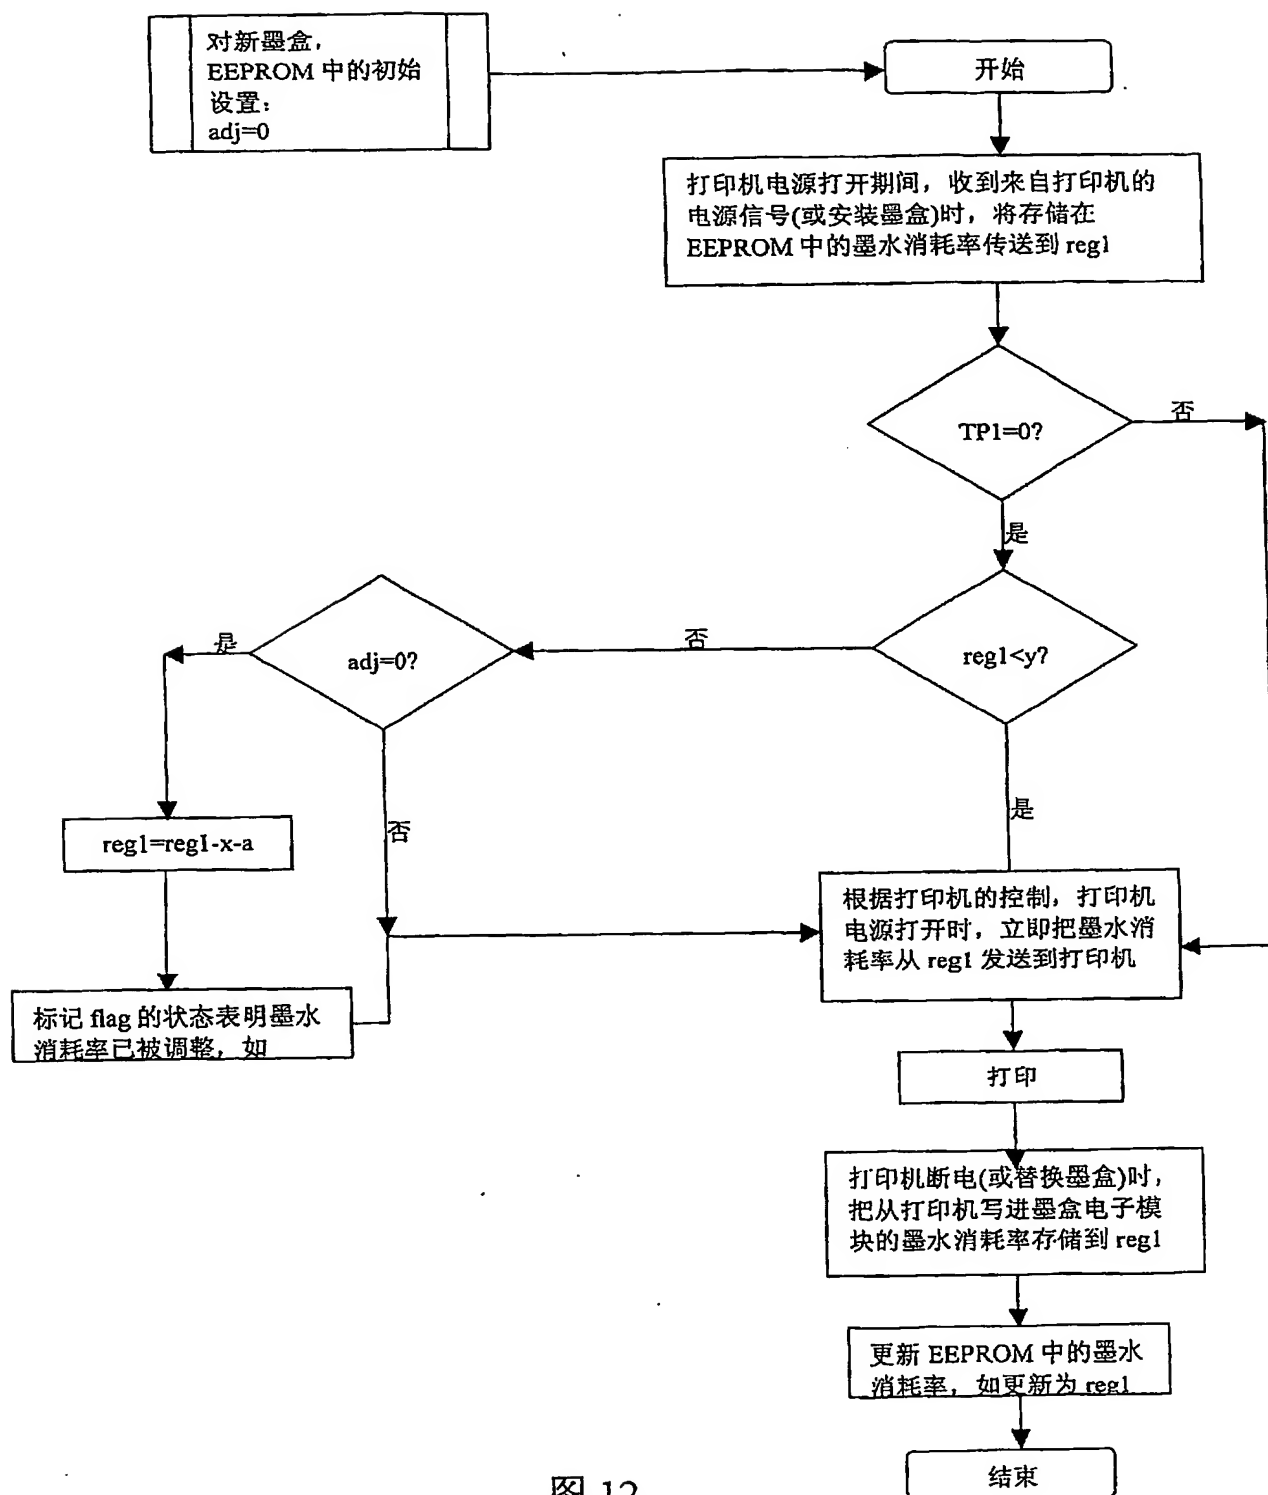 对新墨盒，
EEPROM 中的初始
设置：
adj=0
开始
打印机电源打开期间，收到来自打印机的
电源信号(或安装墨盒)时，将存储在
EEPROM 中的墨水消耗率传送到 reg1
TP1=0?
否
是
reg1<y?
否
adj=0?
是
否
是
reg1=reg1-x-a
标记 flag 的状态表明墨水
消耗率已被调整，如
根据打印机的控制，打印机
电源打开时，立即把墨水消
耗率从 reg1 发送到打印机
打印
打印机断电(或替换墨盒)时，
把从打印机写进墨盒电子模
块的墨水消耗率存储到 reg1
更新 EEPROM 中的墨水
消耗率，如更新为 reg1
结束
图 12